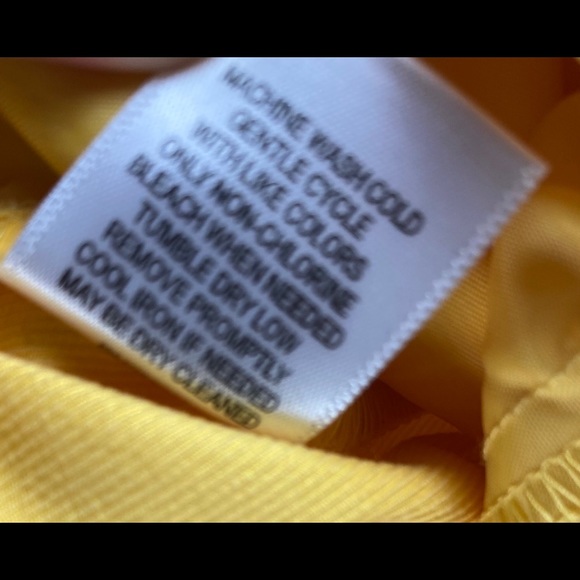 MACHINE WASH COLD
GENTLE CYCLE
WITH LIKE COLORS
ONLY NON-CHLORINE
BLEACH WHEN NEEDED
TUMBLE DRY LOW
REMOVE PROMPTLY
COOL IRON IF NEEDED
MAY BE DRY CLEANED